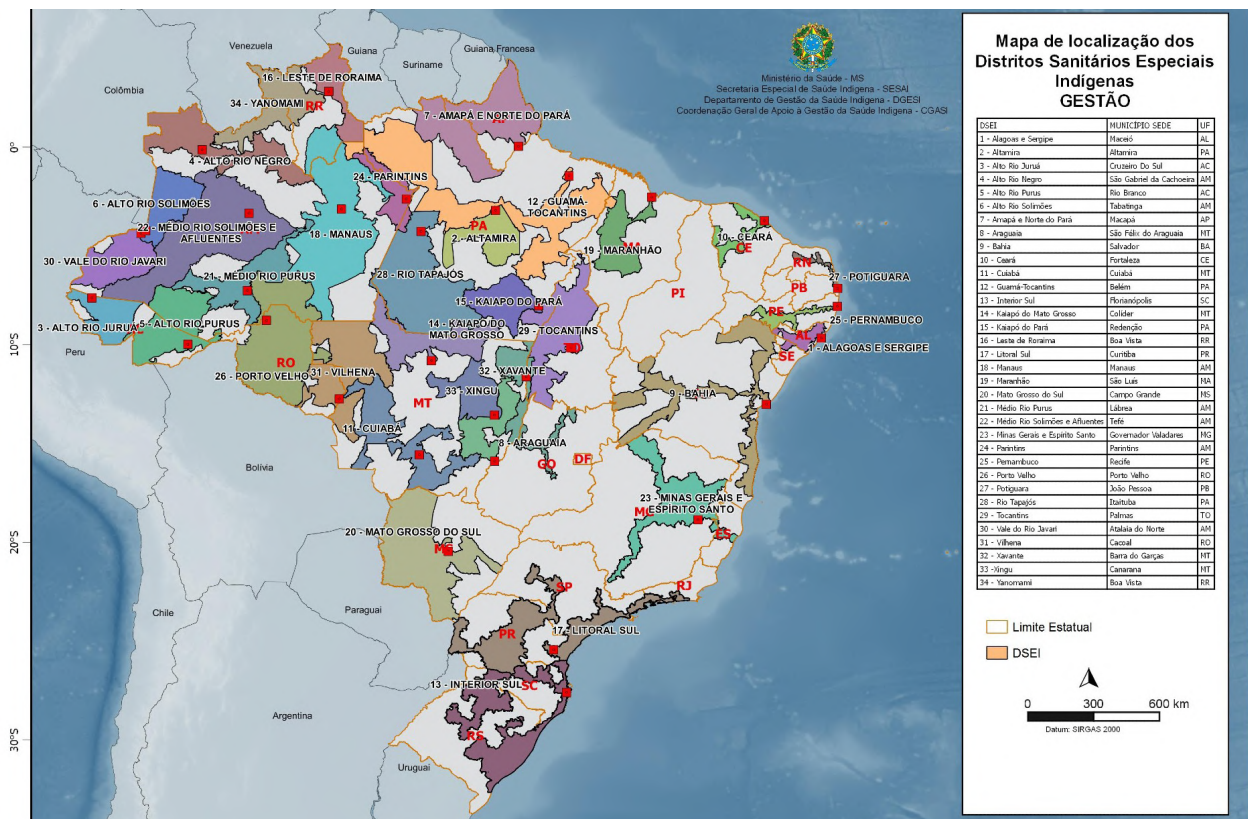 Venezuela
Guiana
Guiana Francesa
Suriname
Colômbia
16 - LESTE DE RORAIMA
34 - YANOMAMI
RR
7 - AMAPÁ E NORTE DO PARÁ
Ministério da Saúde - MS
Secretaria Especial de Saúde Indígena - SESAI
Departamento de Gestão da Saúde Indígena - DGESI
Coordenação Geral de Apoio à Gestão da Saúde Indígena - CGASI
0°
4 - ALTO RIO NEGRO
24 - PARINTINS
6 - ALTO RIO SOLIMÕES
12 - GUAMÁ-
TOCANTINS
22 - MÉDIO RIO SOLIMÕES E
AFLUENTES
18 - MANAUS
PA
2 - ALTAMIRA
19 - MARANHÃO
10 - CEARÁ
CE
30 - VALE DO RIO JAVARI
21 - MÉDIO RIO PURUS
28 - RIO TAPAJÓS
RN
27 - POTIGUARA
PI
PB
15 - KAIAPÓ DO PARÁ
3 - ALTO RIO JURUÁ
5 - ALTO RIO PURUS
14 - KAIAPÓ DO
MATO GROSSO
29 - TOCANTINS
PE
25 - PERNAMBUCO
AL
Peru
10°S
1 - ALAGOAS E SERGIPE
SE
RO
26 - PORTO VELHO
31 - VILHENA
32 - XAVANTE
33 - XINGU
MT
9 - BAHIA
11 - CUIABÁ
8 - ARAGUAIA
GO
DF
Bolívia
23 - MINAS GERAIS E
ESPÍRITO SANTO
MG
ES
20 - MATO GROSSO DO SUL
MS
20°S
SP
RJ
Paraguai
Chile
17 - LITORAL SUL
PR
13 - INTERIOR SUL
SC
Argentina
RS
30°S
Uruguai
Mapa de localização dos
Distritos Sanitários Especiais
Indígenas
GESTÃO
DSEI MUNICÍPIO SEDE UF
1 - Alagoas e Sergipe Maceió AL
2 - Altamira Altamira PA
3 - Alto Rio Juruá Cruzeiro Do Sul AC
4 - Alto Rio Negro São Gabriel da Cachoeira AM
5 - Alto Rio Purus Rio Branco AC
6 - Alto Rio Solimões Tabatinga AM
7 - Amapá e Norte do Pará Macapá AP
8 - Araguaia São Félix do Araguaia MT
9 - Bahia Salvador BA
10 - Ceará Fortaleza CE
11 - Cuiabá Cuiabá MT
12 - Guamá-Tocantins Belém PA
13 - Interior Sul Florianópolis SC
14 - Kaiapó do Mato Grosso Colider MT
15 - Kaiapó do Pará Redenção PA
16 - Leste de Roraima Boa Vista RR
17 - Litoral Sul Curitiba PR
18 - Manaus Manaus AM
19 - Maranhão São Luís MA
20 - Mato Grosso do Sul Campo Grande MS
21 - Médio Rio Purus Lábrea AM
22 - Médio Rio Solimões e Afluentes Tefé AM
23 - Minas Gerais e Espírito Santo Governador Valadares MG
24 - Parintins Parintins AM
25 - Pernambuco Recife PE
26 - Porto Velho Porto Velho RO
27 - Potiguara João Pessoa PB
28 - Rio Tapajós Itaituba PA
29 - Tocantins Palmas TO
30 - Vale do Rio Javari Atalaia do Norte AM
31 - Vilhena Cacoal RO
32 - Xavante Barra do Garças MT
33 -Xingu Canarana MT
34 - Yanomami Boa Vista RR
Limite Estatual
DSEI
0 300 600 km
Datum: SIRGAS 2000